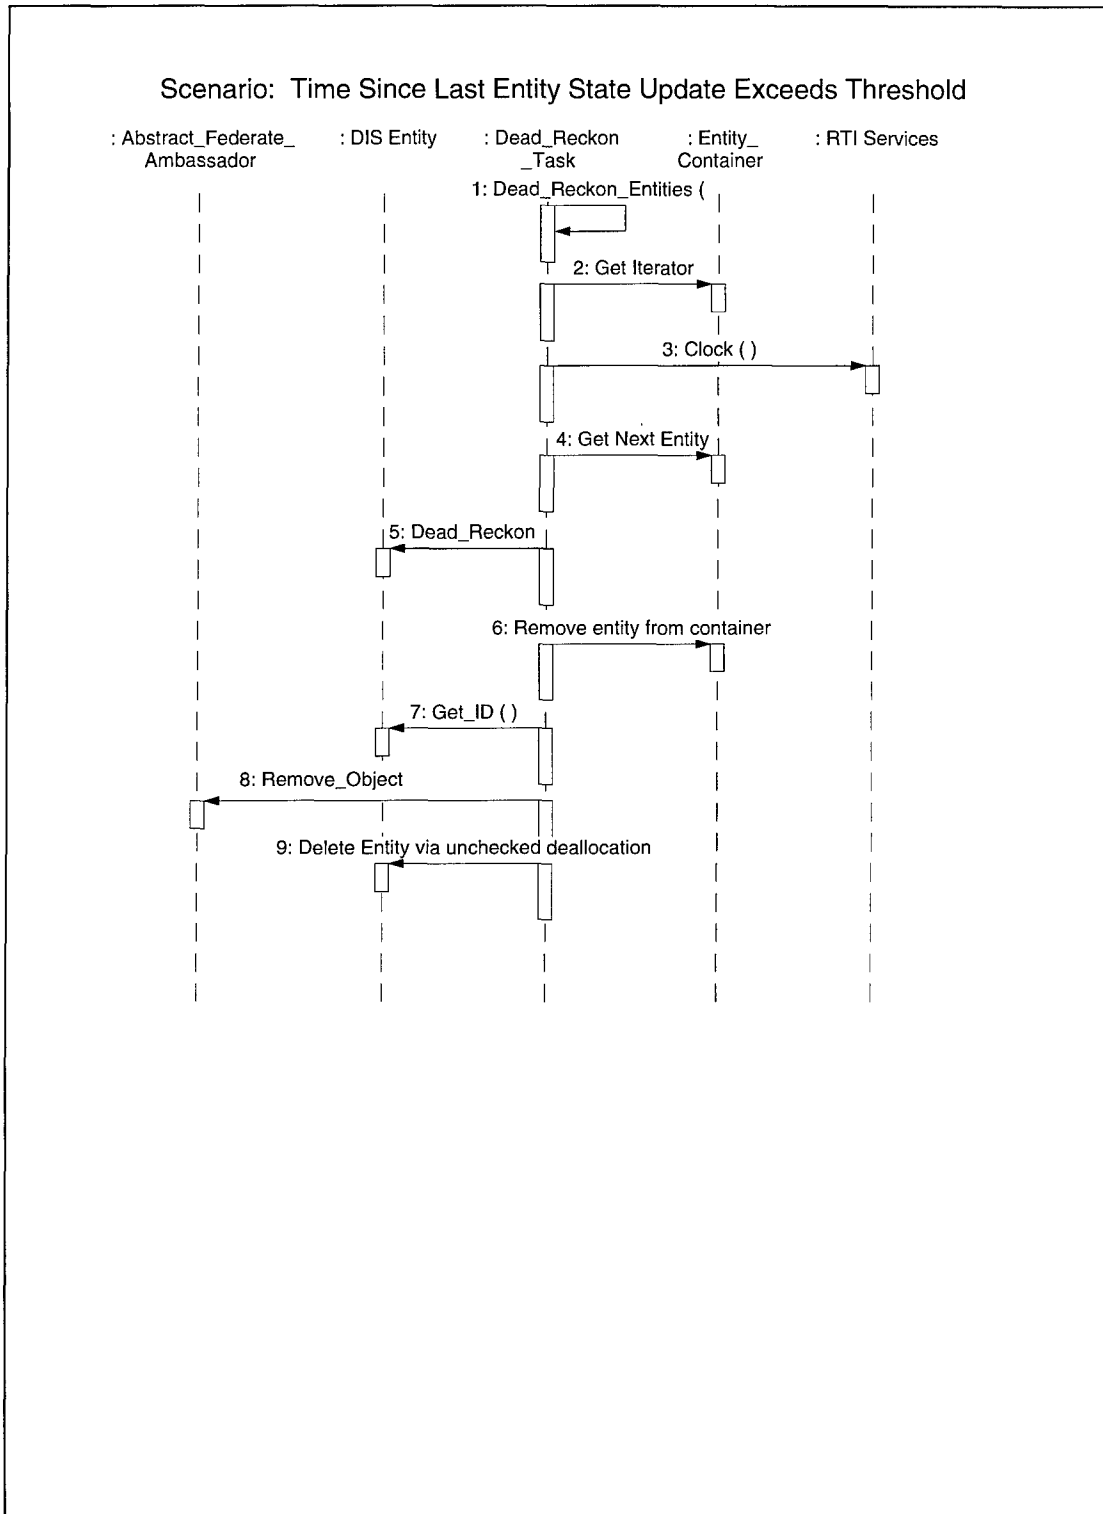 Scenario: Time Since Last Entity State Update Exceeds Threshold
: Abstract_Federate_
Ambassador
: DIS Entity
: Dead_Reckon
_Task
: Entity_
Container
: RTI Services
1: Dead_Reckon_Entities (
2: Get Iterator
3: Clock ( )
4: Get Next Entity
5: Dead_Reckon
6: Remove entity from container
7: Get_ID ( )
8: Remove_Object
9: Delete Entity via unchecked deallocation